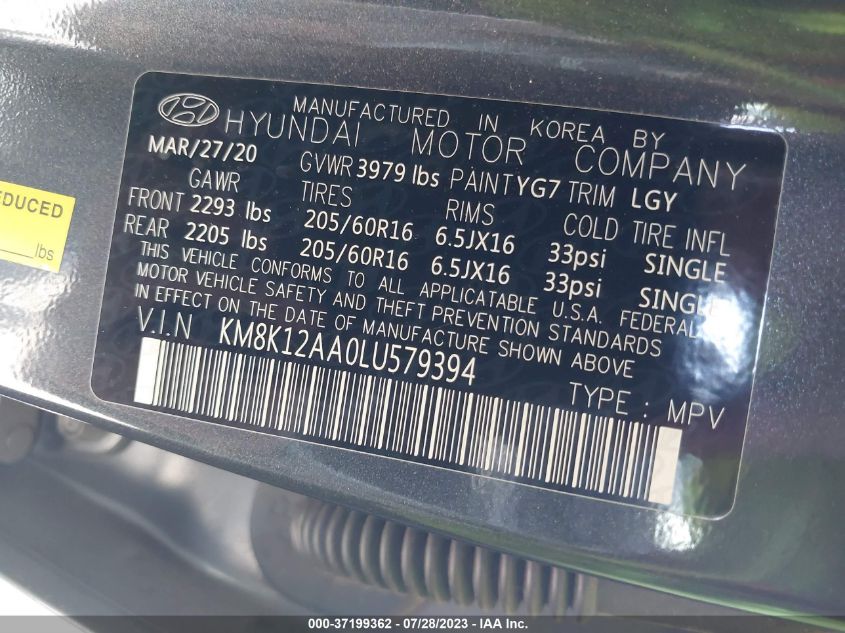 MANUFACTURED IN KOREA BY
HYUNDAI MOTOR COMPANY
MAR/27/20 GVWR 3979 lbs PAINT YG7 TRIM LGY
GAWR TIRES RIMS COLD TIRE INFL
FRONT 2293 lbs 205/60R16 6.5JX16 33psi SINGLE
REAR 2205 lbs 205/60R16 6.5JX16 33psi SINGLE
THIS VEHICLE CONFORMS TO ALL APPLICATABLE U.S.A. FEDERAL
MOTOR VEHICLE SAFETY AND THEFT PREVENTION STANDARDS
IN EFFECT ON THE DATE OF MANUFACTURE SHOWN ABOVE
V.I.N KM8K12AA0LU579394
TYPE : MPV
EDUCED
lbs
000-37199362 - 07/28/2023 - IAA Inc.